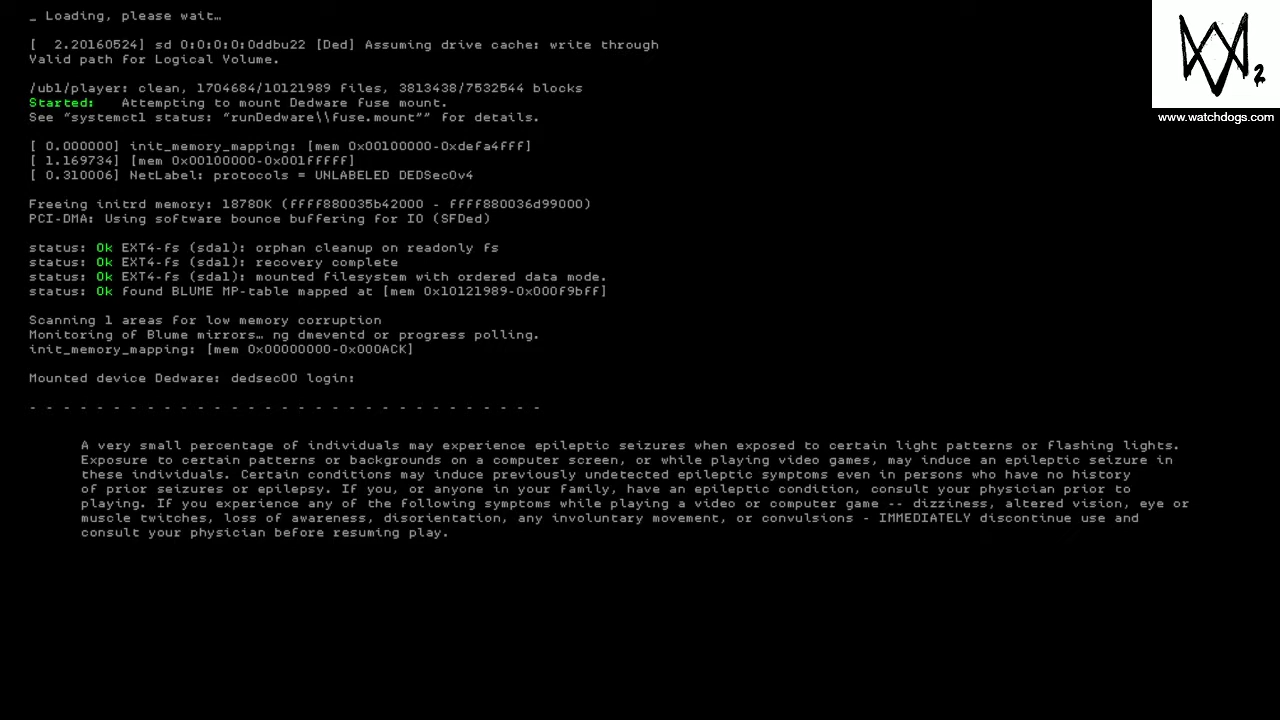 _ Loading, please wait…
[  2.20160524] sd 0:0:0:0:0ddbu22 [Ded] Assuming drive cache: write through
Valid path for Logical Volume.
/ubl/player: clean, 1704684/10121989 files, 3813438/7532544 blocks
Started:   Attempting to mount Dedware fuse mount.
See “systemctl status: “runDedware\\fuse.mount”” for details.
[ 0.000000] init_memory_mapping: [mem 0x00100000-0xdefa4fff]
[ 1.169734] [mem 0x00100000-0x001fffff]
[ 0.310006] NetLabel: protocols = UNLABELED DEDSec0v4
Freeing initrd memory: 18780K (ffff880035b42000 - ffff880036d99000)
PCI-DMA: Using software bounce buffering for IO (SFDed)
status: Ok EXT4-fs (sda1): orphan cleanup on readonly fs
status: Ok EXT4-fs (sda1): recovery complete
status: Ok EXT4-fs (sda1): mounted filesystem with ordered data mode.
status: Ok found BLUME MP-table mapped at [mem 0x10121989-0x000f9bff]
Scanning 1 areas for low memory corruption
Monitoring of Blume mirrors… ng dmeventd or progress polling.
init_memory_mapping: [mem 0x00000000-0x000ACK]
Mounted device Dedware: dedsec00 login:
- - - - - - - - - - - - - - - - - - - - - - - - - - - - - - -
A very small percentage of individuals may experience epileptic seizures when exposed to certain light patterns or flashing lights.
Exposure to certain patterns or backgrounds on a computer screen, or while playing video games, may induce an epileptic seizure in
these individuals. Certain conditions may induce previously undetected epileptic symptoms even in persons who have no history
of prior seizures or epilepsy. If you, or anyone in your family, have an epileptic condition, consult your physician prior to
playing. If you experience any of the following symptoms while playing a video or computer game -- dizziness, altered vision, eye or
muscle twitches, loss of awareness, disorientation, any involuntary movement, or convulsions - IMMEDIATELY discontinue use and
consult your physician before resuming play.
2
www.watchdogs.com